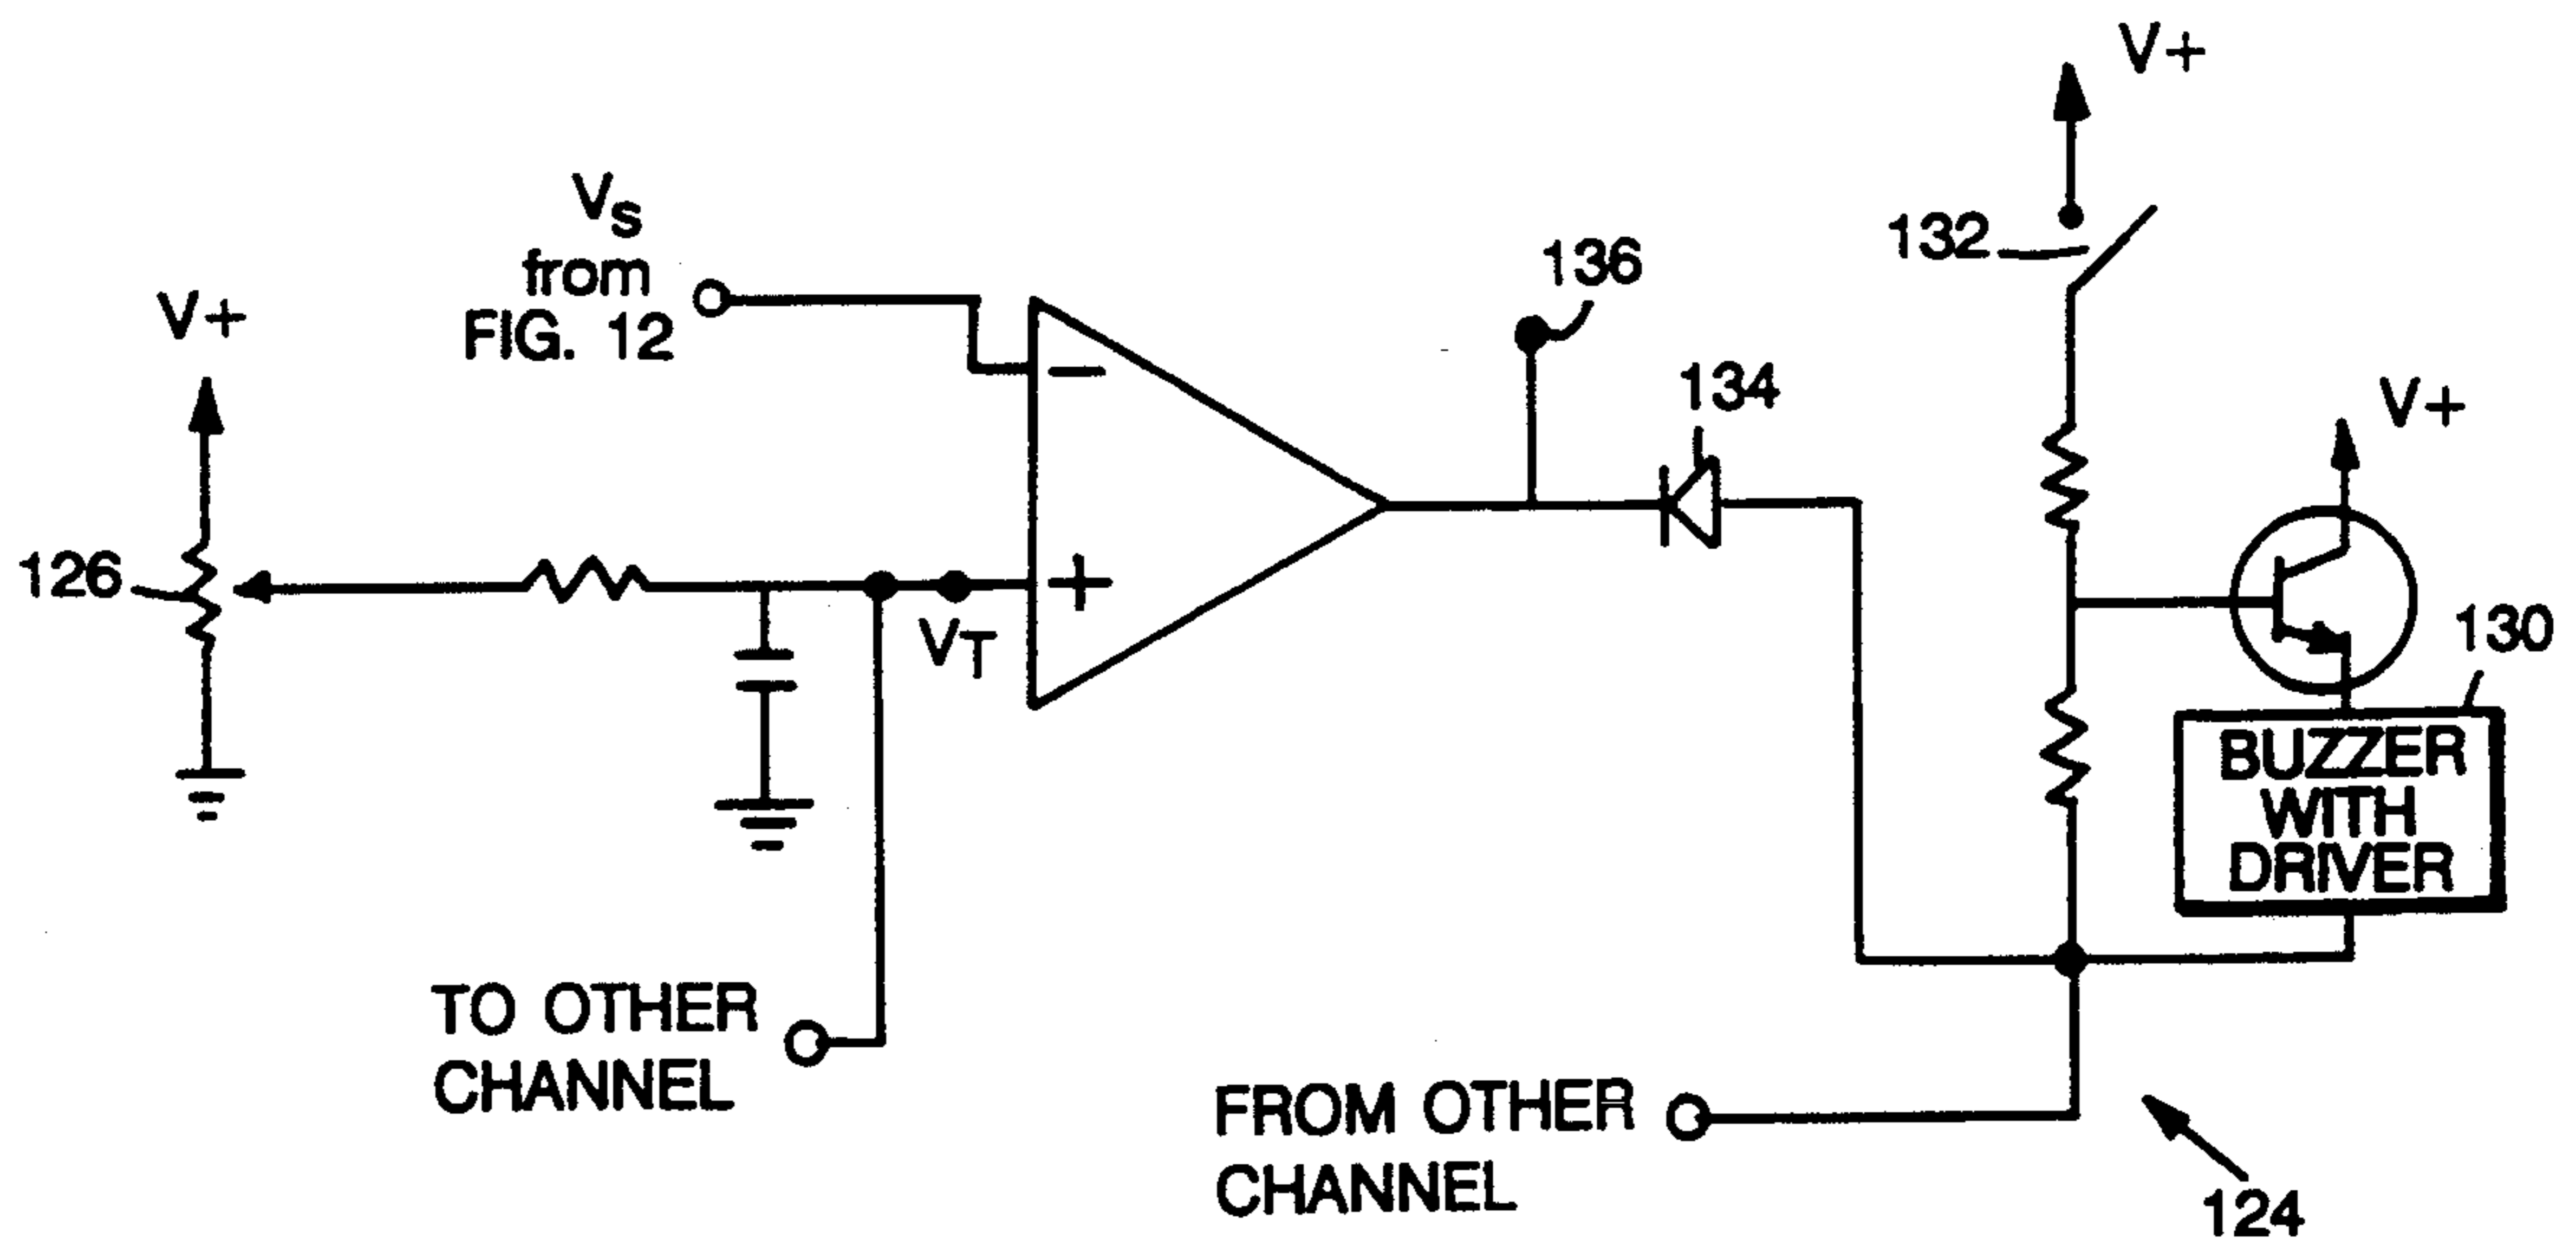 V+
Vs
from
FIG. 12
136
132
V+
134
V+
126
VT
130
BUZZER
WITH
DRIVER
TO OTHER
CHANNEL
FROM OTHER
CHANNEL
124
V+
−
+